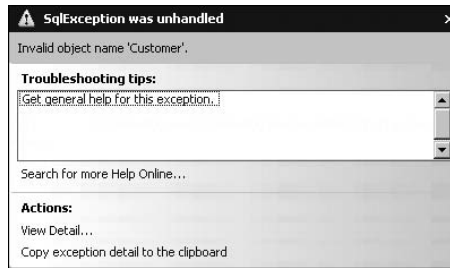 SqlException was unhandled
Invalid object name 'Customer'.
Troubleshooting tips:
Get general help for this exception.
Search for more Help Online...
Actions:
View Detail...
Copy exception detail to the clipboard